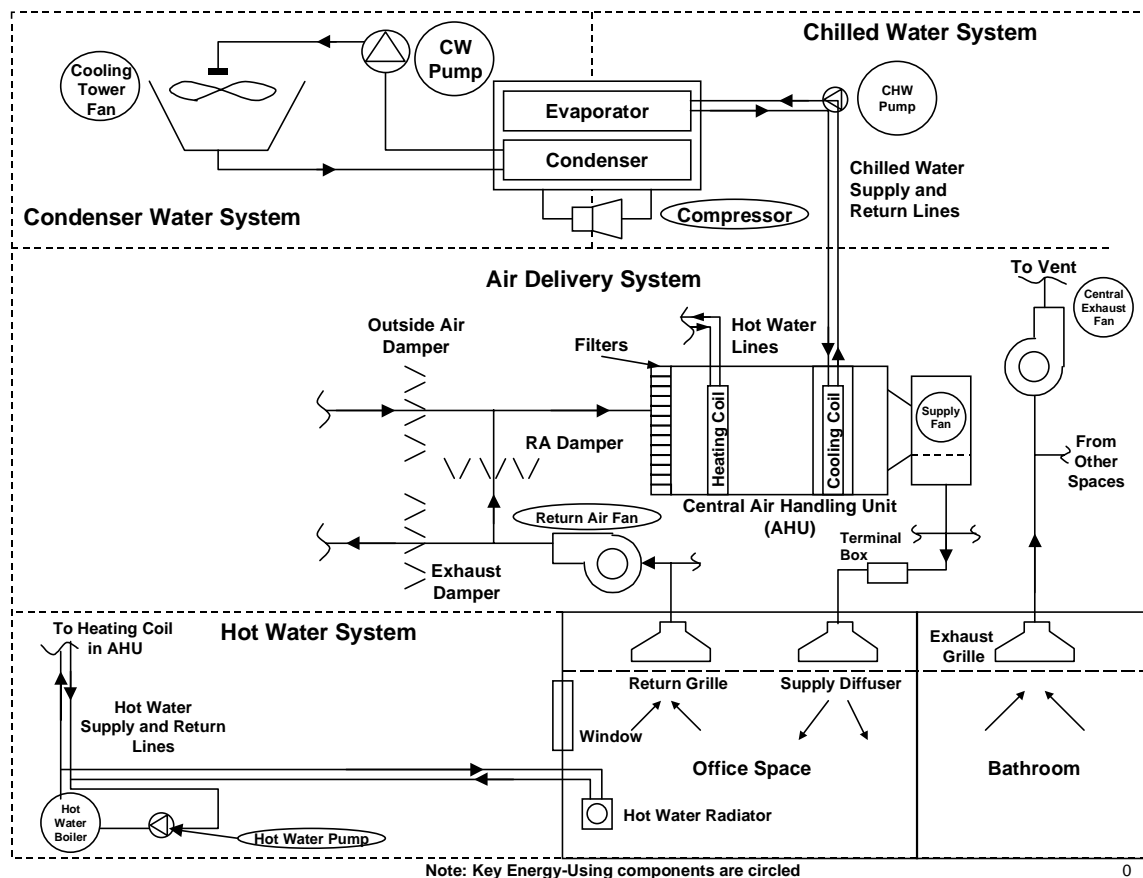 Chilled Water System
Cooling
Tower
Fan
CW
Pump
CHW
Pump
Evaporator
Condenser
Chilled Water
Supply and
Return Lines
Condenser Water System
Compressor
Air Delivery System
To Vent
Central
Exhaust
Fan
Outside Air
Damper
Filters
Hot Water
Lines
Heating Coil
Cooling Coil
Supply
Fan
RA Damper
From
Other
Spaces
Central Air Handling Unit
(AHU)
Return Air Fan
Terminal
Box
Exhaust
Damper
To Heating Coil
in AHU
Hot Water System
Exhaust
Grille
Return Grille
Supply Diffuser
Hot Water
Supply and Return
Lines
Window
Office Space
Bathroom
Hot
Water
Boiler
Hot Water Pump
Hot Water Radiator
Note: Key Energy-Using components are circled
0